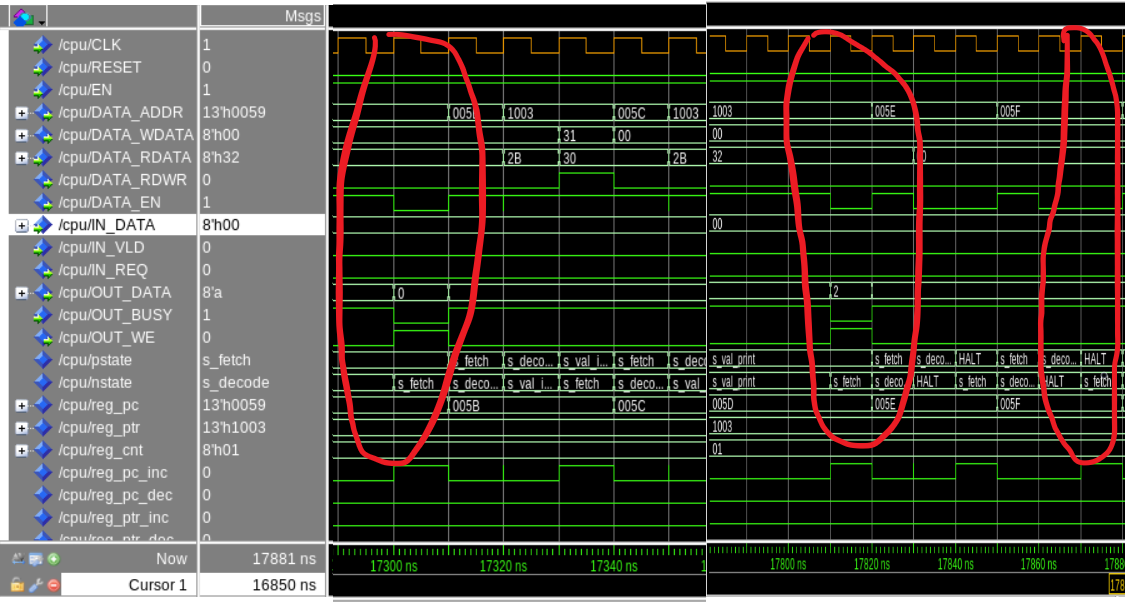 Msgs
/cpu/CLK 1
/cpu/RESET 0
/cpu/EN 1
/cpu/DATA_ADDR 13'h0059 1003 005C 1003 1003 005E 005F
/cpu/DATA_WDATA 8'h00 31 00 00
/cpu/DATA_RDATA 8'h32 2B 30 2B 32
/cpu/DATA_RDWR 0
/cpu/DATA_EN 1
/cpu/IN_DATA 8'h00 00
/cpu/IN_VLD 0
/cpu/IN_REQ 0
/cpu/OUT_DATA 8'a 0 2
/cpu/OUT_BUSY 1
/cpu/OUT_WE 0
/cpu/pstate s_fetch s_fetch s_deco... s_val_i... s_fetch s_dec s_val_print s_fetch s_deco... HALT s_fetch s_deco... HALT
/cpu/nstate s_decode s_fetch s_deco... s_val_i... s_fetch s_deco... s_val s_val_print s_fetch s_deco HALT s_fetch s_deco... HALT s_fetch
/cpu/reg_pc 13'h0059 005B 005C 005D 005E 005F
/cpu/reg_ptr 13'h1003 1003
/cpu/reg_cnt 8'h01 01
/cpu/reg_pc_inc 0
/cpu/reg_pc_dec 0
/cpu/reg_ptr_inc 0
/cpu/reg_ptr_dec 0
Now 17881 ns 17300 ns 17320 ns 17340 ns 17800 ns 17820 ns 17840 ns 17860 ns
Cursor 1 16850 ns